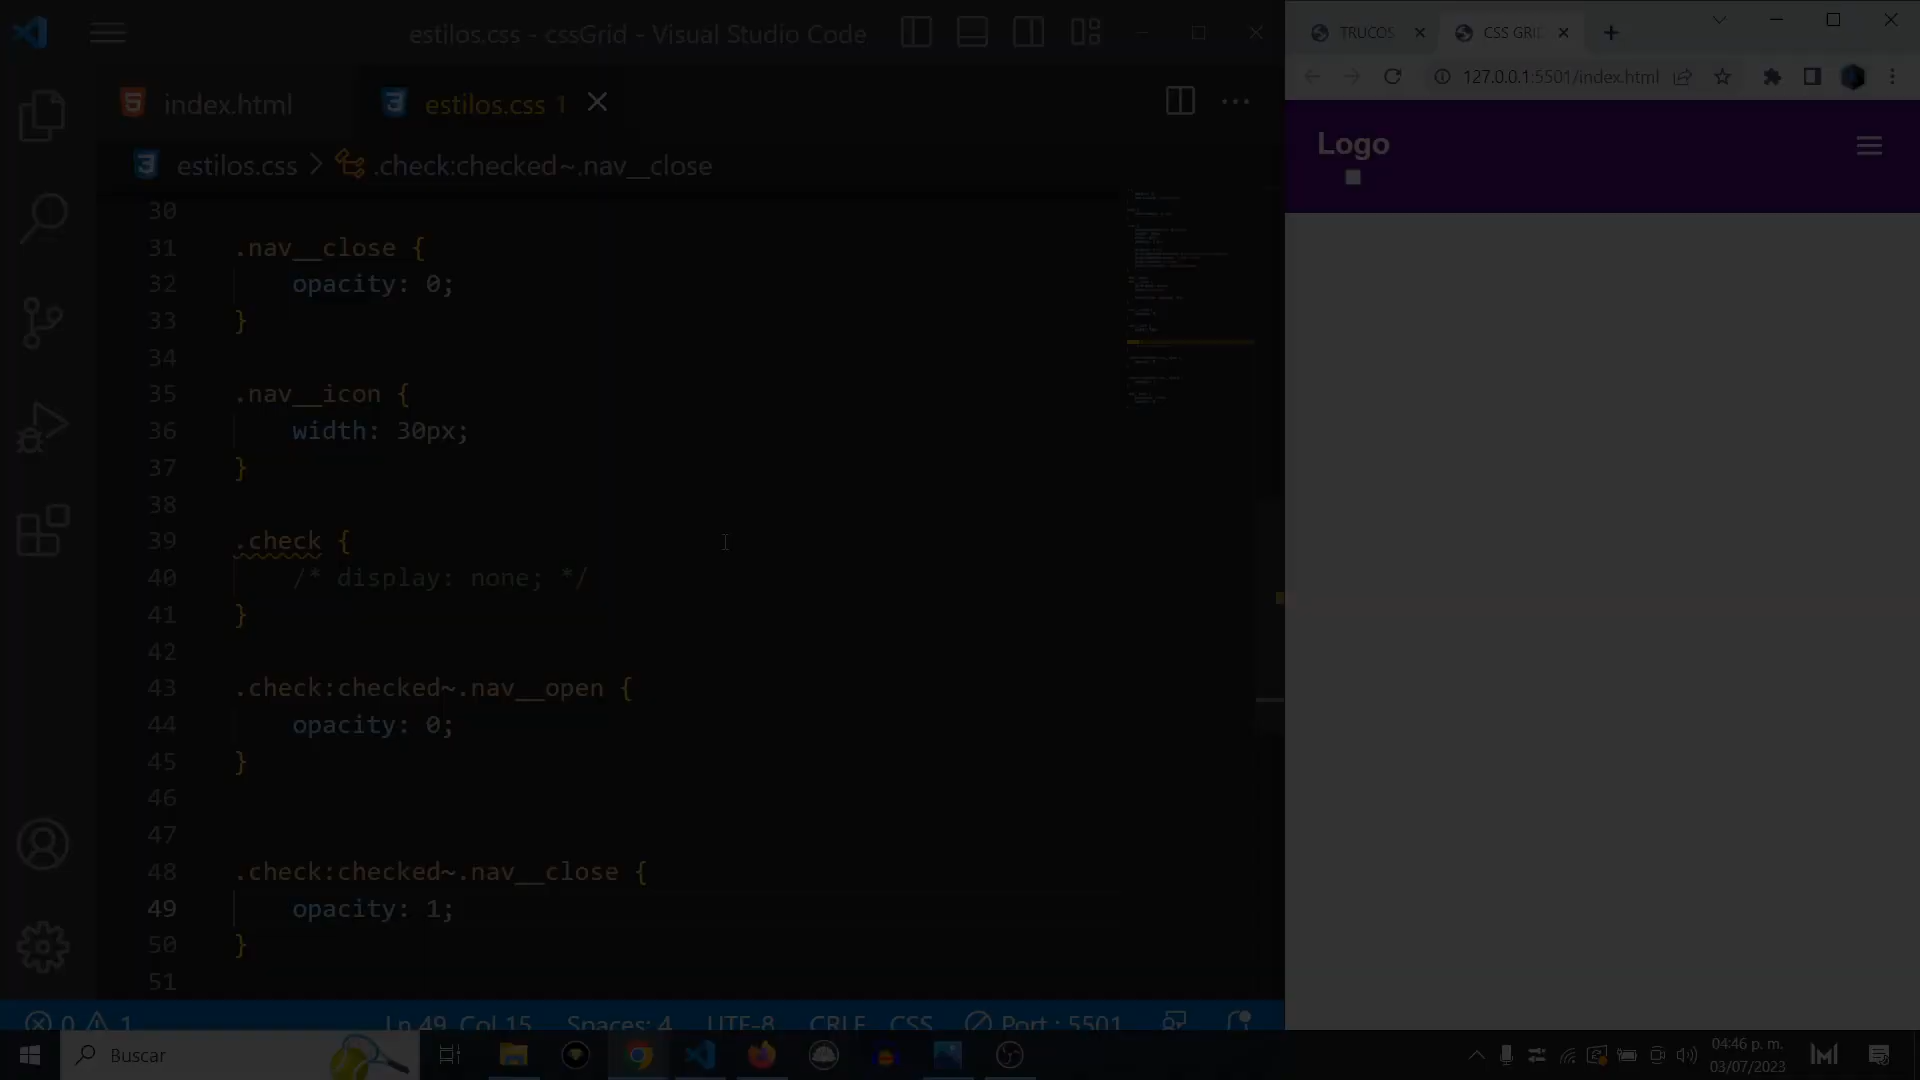 estilos.css - cssGrid - Visual Studio Code
index.html
estilos.css 1
estilos.css > .check:checked~.nav__close
30
31 .nav__close {
32 opacity: 0;
33 }
34
35 .nav__icon {
36 width: 30px;
37 }
38
39 .check {
40 /* display: none; */
41 }
42
43 .check:checked~.nav__open {
44 opacity: 0;
45 }
46
47
48 .check:checked~.nav__close {
49 opacity: 1;
50 }
51
0 1 Ln 49, Col 15 Spaces: 4 UTF-8 CRLF CSS Port : 5501
TRUCOS
CSS GRI
127.0.0.1:5501/index.html
Logo
Buscar
04:46 p. m.
03/07/2023